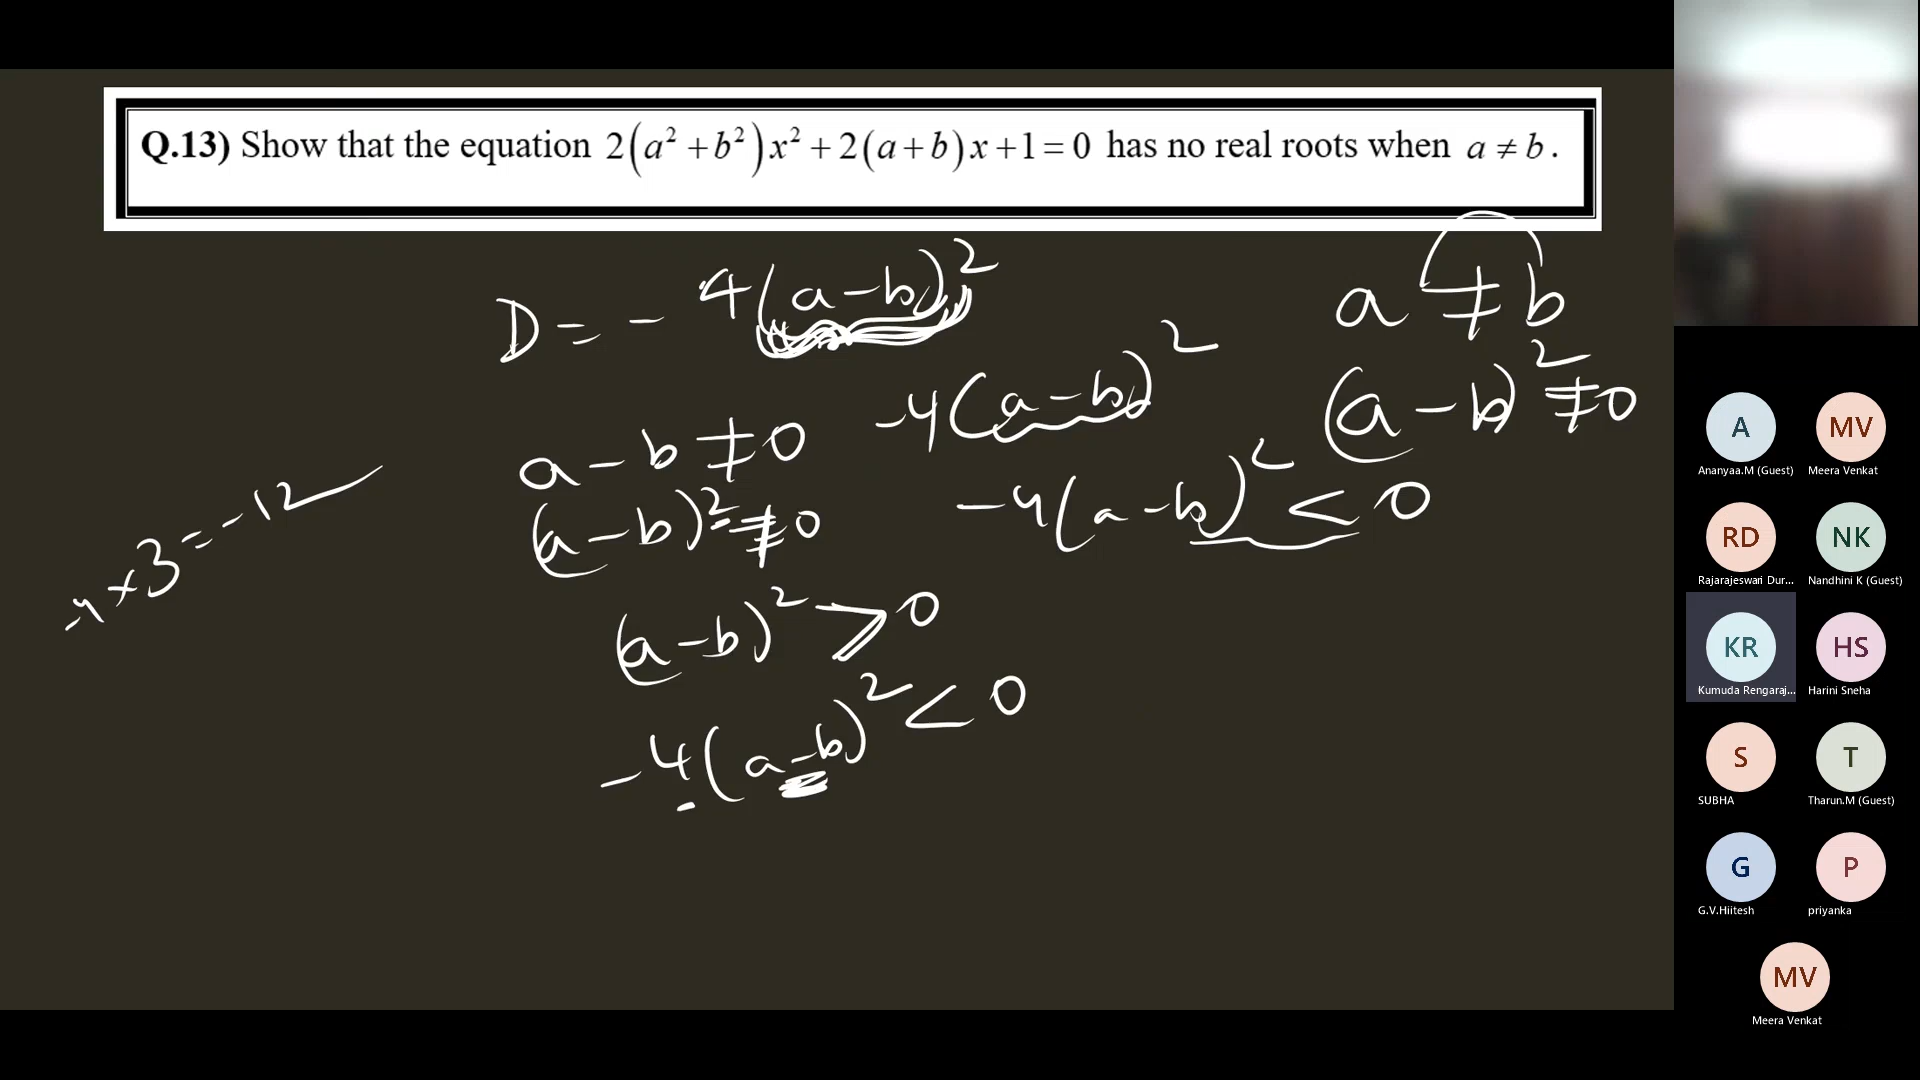 Q.13) Show that the equation 2(a² + b²)x² + 2(a+b)x + 1 = 0 has no real roots when a ≠ b.
D = - 4(a-b)²
a ≠ b
-4(a-b)²
(a-b)² ≠ 0
a-b ≠ 0
-4(a-b)² < 0
(a-b)² ≠ 0
-4 × 3 = -12
(a-b)² > 0
-4(a-b)² < 0
A
MV
Ananyaa.M (Guest)
Meera Venkat
RD
NK
Rajarajeswari Dur...
Nandhini K (Guest)
KR
HS
Kumuda Rengaraj...
Harini Sneha
S
T
SUBHA
Tharun.M (Guest)
G
P
G.V.Hiitesh
priyanka
MV
Meera Venkat